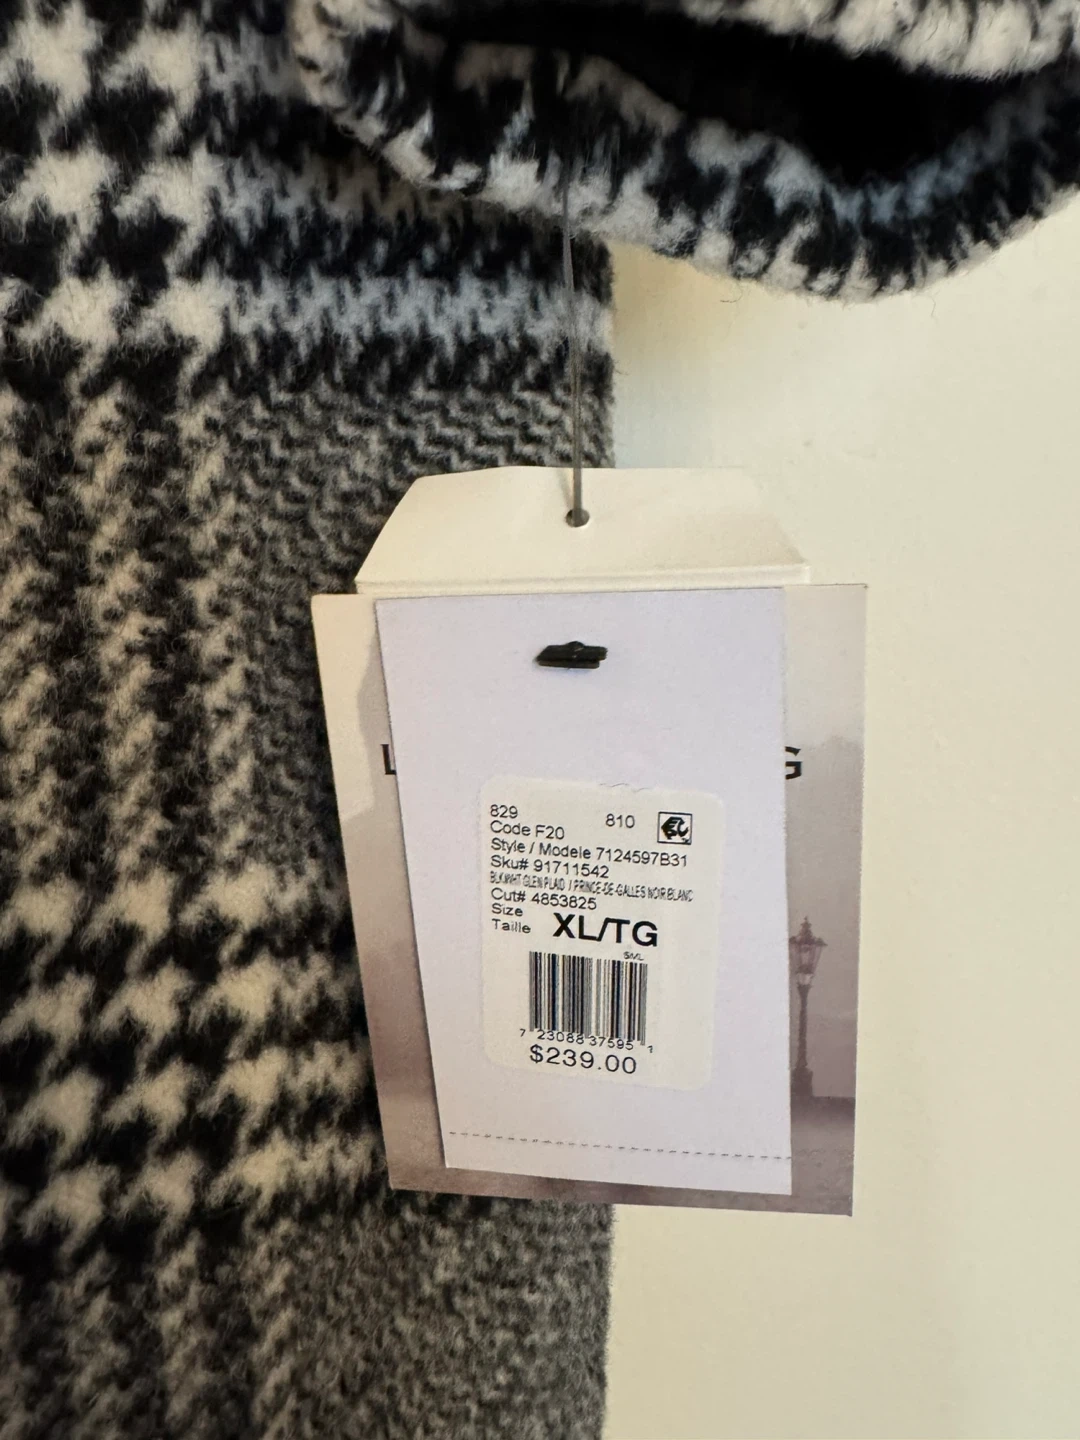 L G
829 810
Code F20
Style / Modele 7124597B31
Sku# 91711542
BLK/WHT GLEN PLAID / PRINCE-DE-GALLES NOIR/BLANC
Cut# 4853825
Size
Taille XL/TG
S/XL
7 23088 37595 1
$239.00